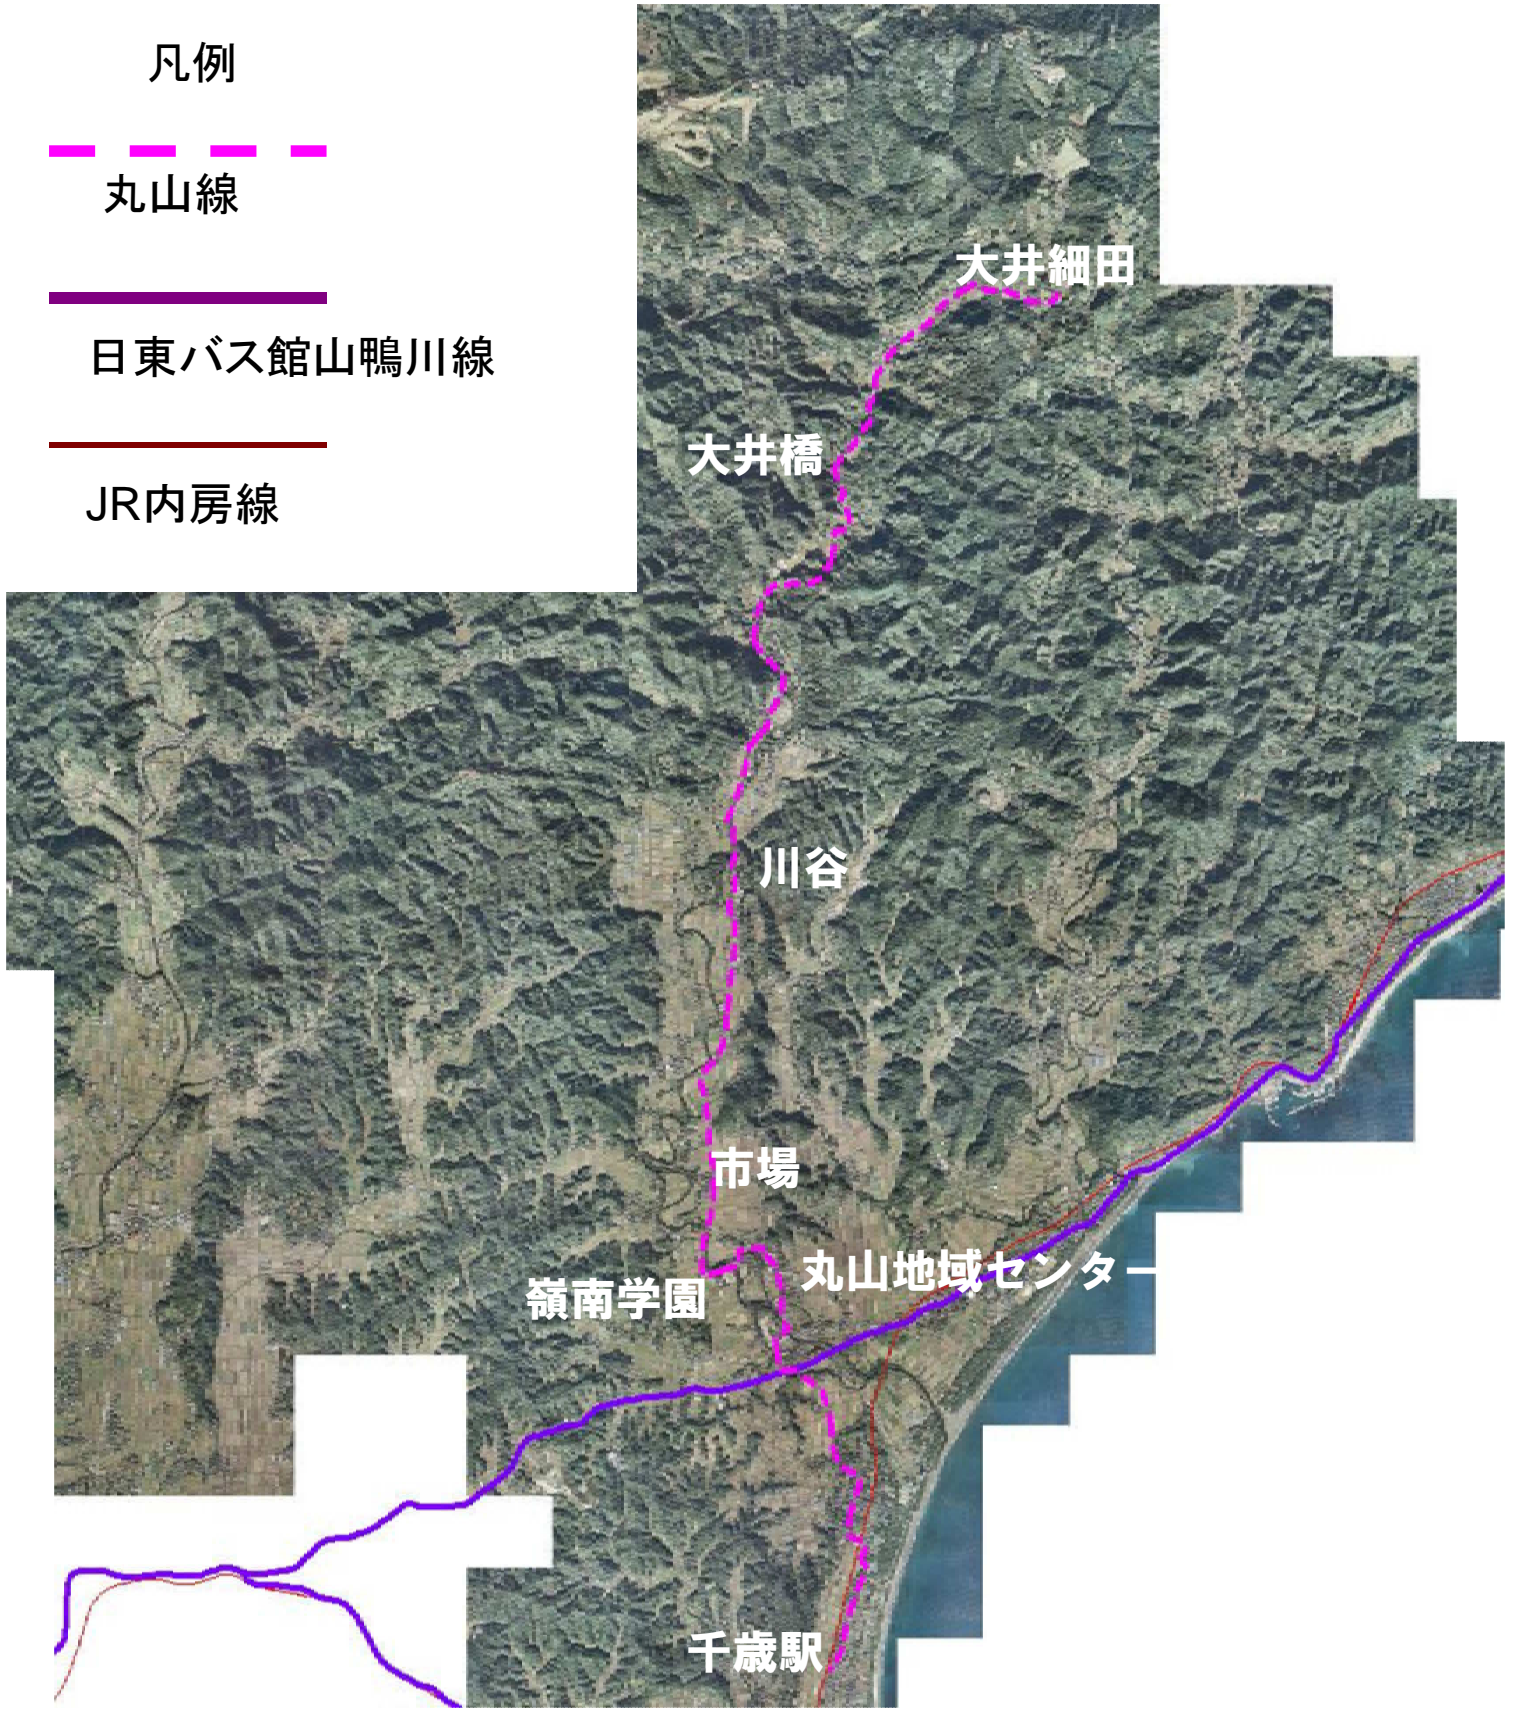 凡例
丸山線
日東バス館山鴨川線
JR内房線
大井細田
大井橋
川谷
市場
丸山地域センター
嶺南学園
千歳駅